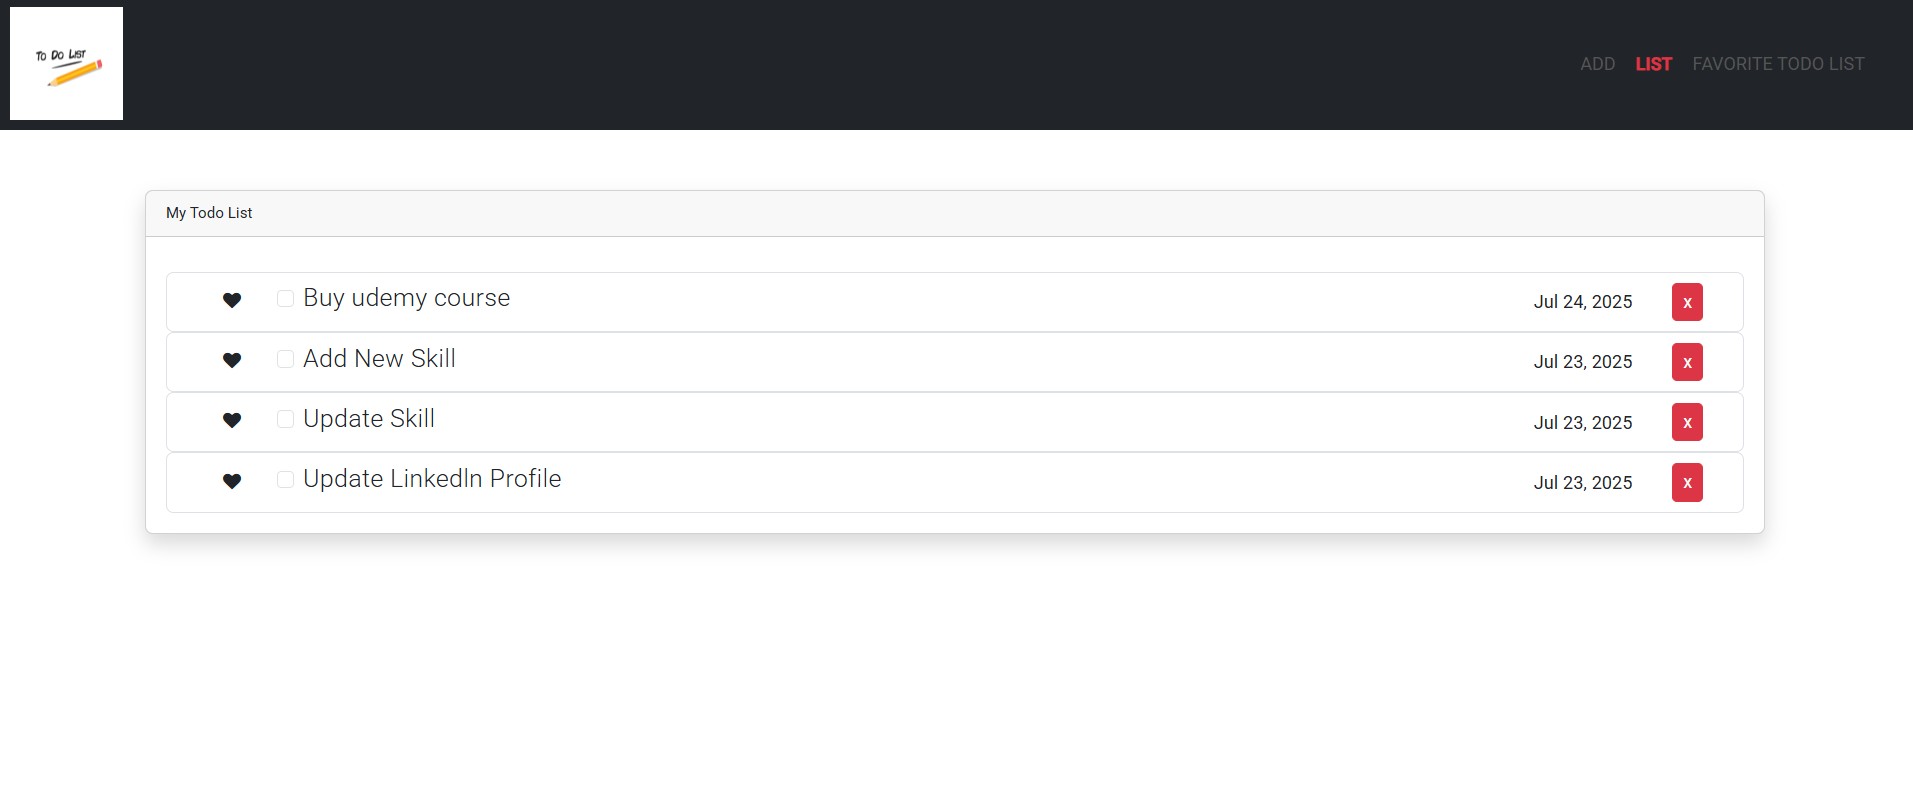 To Do List
ADD LIST FAVORITE TODO LIST
My Todo List
Buy udemy course Jul 24, 2025 X
Add New Skill Jul 23, 2025 X
Update Skill Jul 23, 2025 X
Update LinkedIn Profile Jul 23, 2025 X